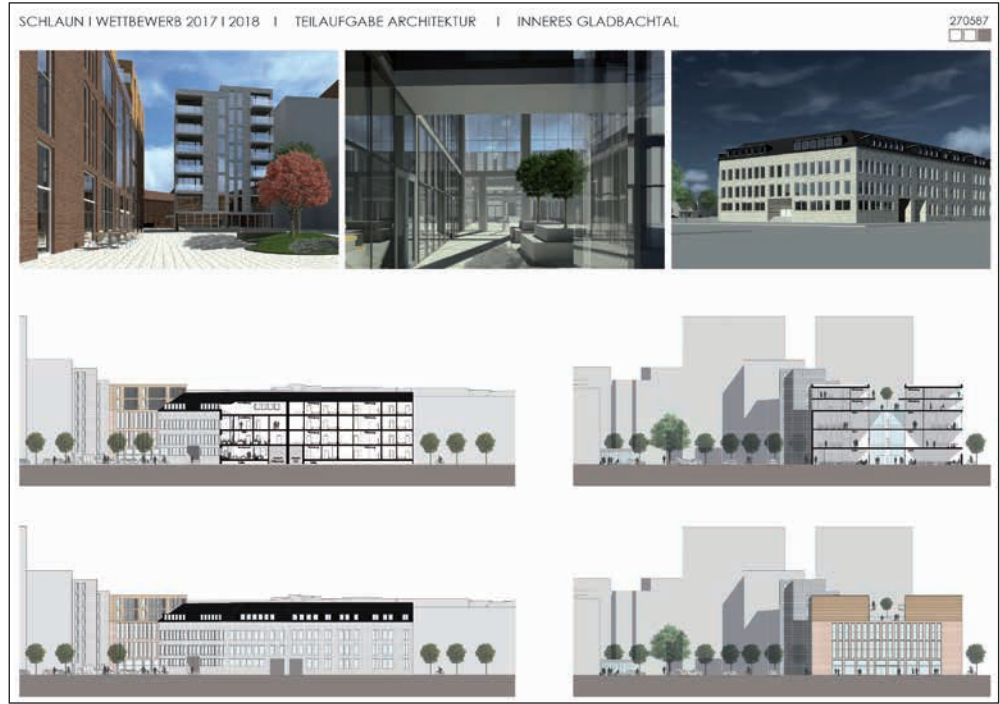 SCHLAUN I WETTBEWERB 2017 I 2018 I TEILAUFGABE ARCHITEKTUR I INNERES GLADBACHTAL
270587